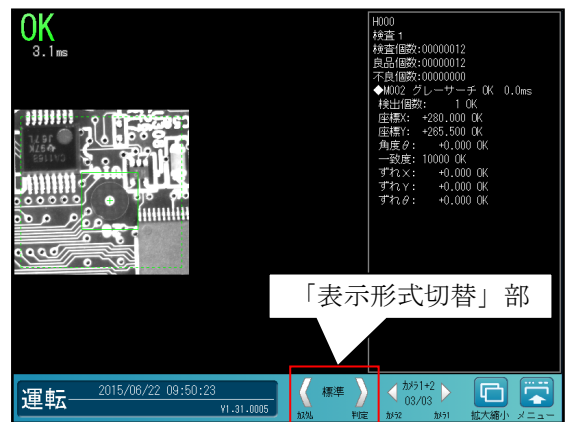 OK
3.1ms
H000
検査1
検査個数:00000012
良品個数:00000012
不良個数:00000000
◆M002 グレーサーチ OK 0.0ms
検出個数: 1 OK
座標X: +280.000 OK
座標Y: +265.500 OK
角度θ: +0.000 OK
一致度: 10000 OK
ずれX: +0.000 OK
ずれY: +0.000 OK
ずれθ: +0.000 OK
「表示形式切替」部
運転
2015/06/22 09:50:23
V1.31.0005
標準
カスタム
判定
カメラ1+2
03/03
カメラ2
カメラ1
拡大縮小
メニュー